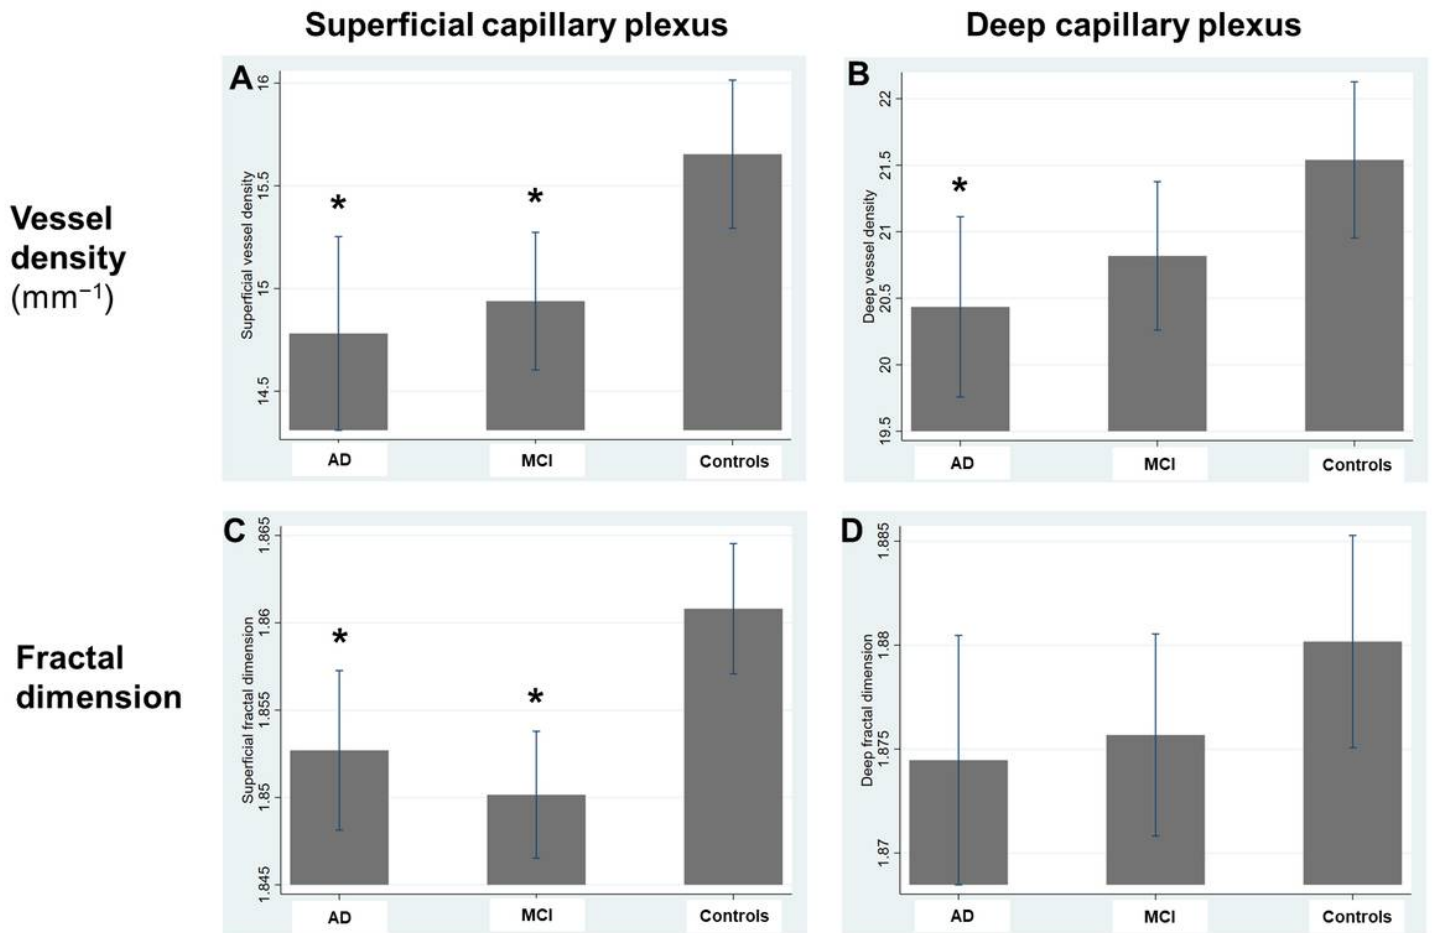 Superficial capillary plexus
Deep capillary plexus
Vessel
density
(mm⁻¹)
A
Superficial vessel density
16
15.5
15
14.5
*
*
AD
MCI
Controls
B
Deep vessel density
22
21.5
21
20.5
20
19.5
*
AD
MCI
Controls
Fractal
dimension
C
Superficial fractal dimension
1.865
1.86
1.855
1.85
1.845
*
*
AD
MCI
Controls
D
Deep fractal dimension
1.885
1.88
1.875
1.87
AD
MCI
Controls